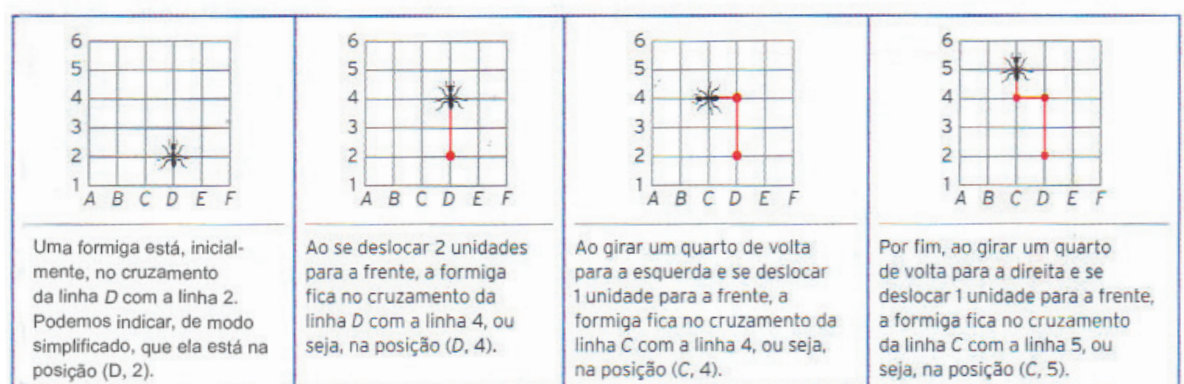 6
5
4
3
2
1
A B C D E F
Uma formiga está, inicial-
mente, no cruzamento
da linha D com a linha 2.
Podemos indicar, de modo
simplificado, que ela está na
posição (D, 2).
6
5
4
3
2
1
A B C D E F
Ao se deslocar 2 unidades
para a frente, a formiga
fica no cruzamento da
linha D com a linha 4, ou
seja, na posição (D, 4).
6
5
4
3
2
1
A B C D E F
Ao girar um quarto de volta
para a esquerda e se deslocar
1 unidade para a frente, a
formiga fica no cruzamento da
linha C com a linha 4, ou seja,
na posição (C, 4).
6
5
4
3
2
1
A B C D E F
Por fim, ao girar um quarto
de volta para a direita e se
deslocar 1 unidade para a frente,
a formiga fica no cruzamento
da linha C com a linha 5, ou
seja, na posição (C, 5).